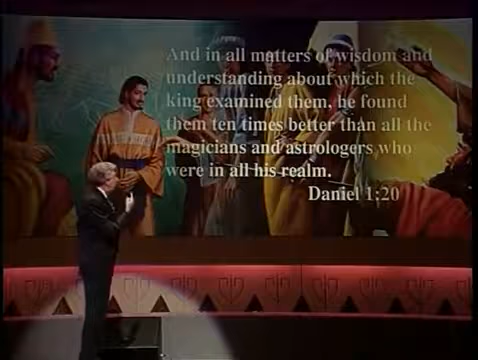 And in all matters of wisdom and
understanding about which the
king examined them, he found
them ten times better than all the
magicians and astrologers who
were in all his realm.
Daniel 1:20